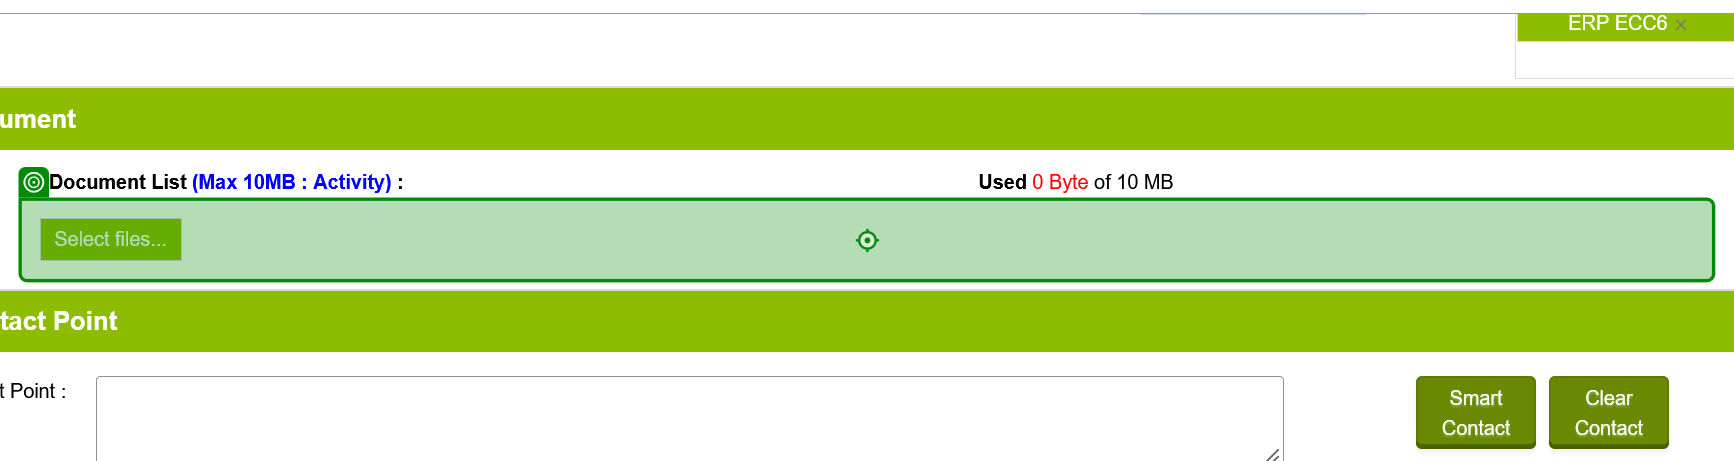 ERP ECC6 ×
ument
Document List (Max 10MB : Activity) :
Used 0 Byte of 10 MB
Select files...
tact Point
t Point :
Smart
Contact
Clear
Contact